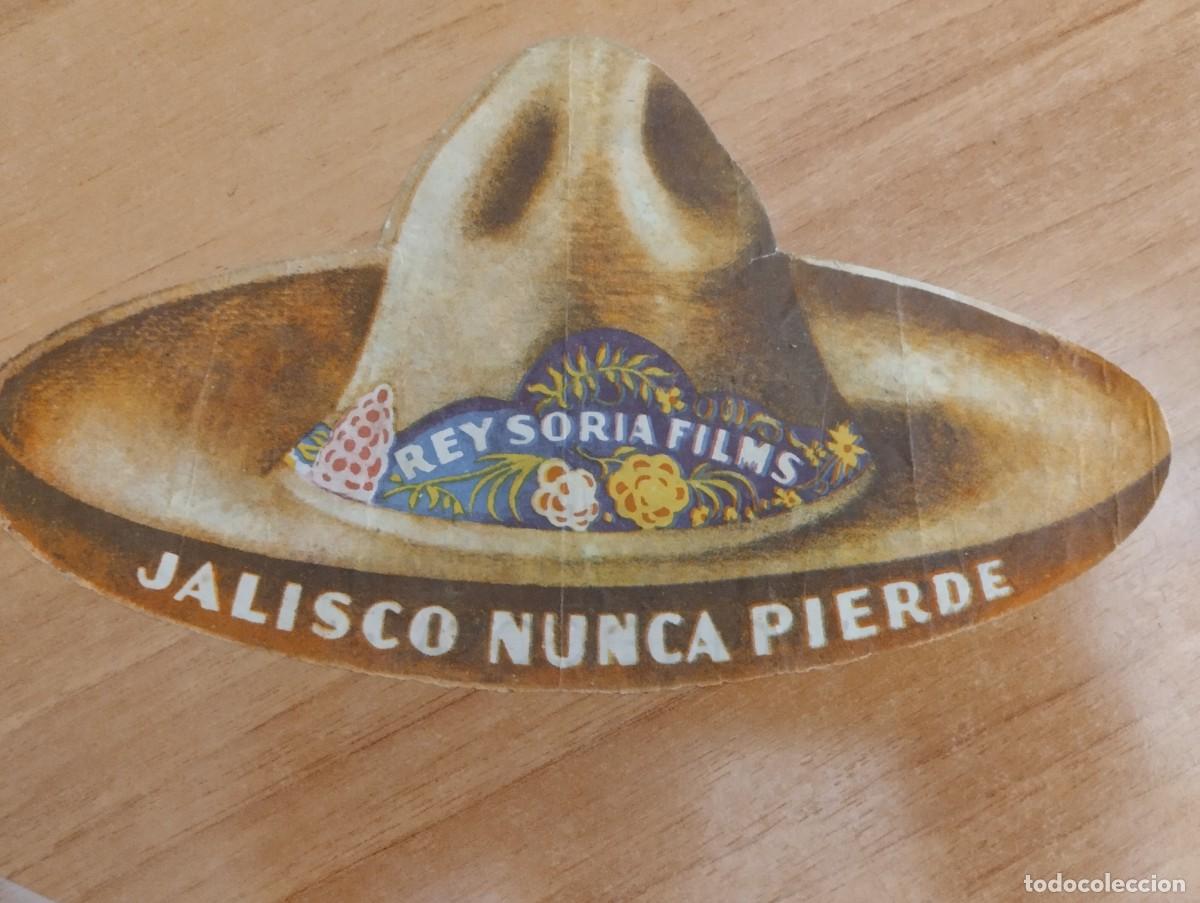 REY SORIA FILMS
JALISCO NUNCA PIERDE
todocoleccion